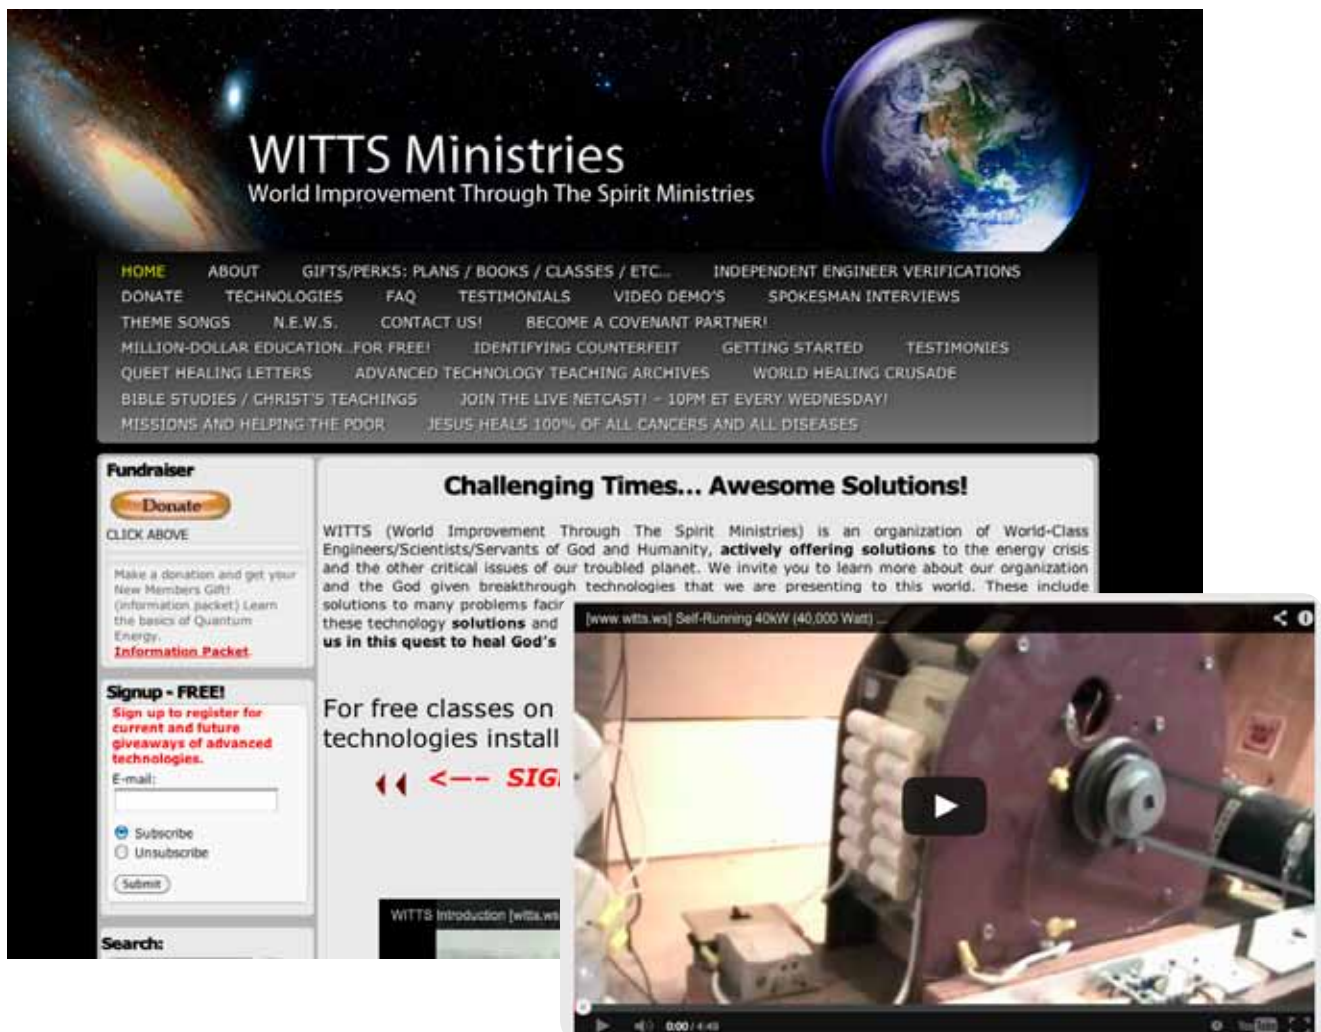 WITTS Ministries
World Improvement Through The Spirit Ministries
HOME ABOUT GIFTS/PERKS: PLANS / BOOKS / CLASSES / ETC... INDEPENDENT ENGINEER VERIFICATIONS
DONATE TECHNOLOGIES FAQ TESTIMONIALS VIDEO DEMO'S SPOKESMAN INTERVIEWS
THEME SONGS N.E.W.S. CONTACT US! BECOME A COVENANT PARTNER!
MILLION-DOLLAR EDUCATION…FOR FREE! IDENTIFYING COUNTERFEIT GETTING STARTED TESTIMONIES
QUEET HEALING LETTERS ADVANCED TECHNOLOGY TEACHING ARCHIVES WORLD HEALING CRUSADE
BIBLE STUDIES / CHRIST'S TEACHINGS JOIN THE LIVE NETCAST! – 10PM ET EVERY WEDNESDAY!
MISSIONS AND HELPING THE POOR JESUS HEALS 100% OF ALL CANCERS AND ALL DISEASES
Fundraiser
Donate
CLICK ABOVE
Make a donation and get your
New Members Gift!
(information packet) Learn
the basics of Quantum
Energy.
Information Packet.
Signup - FREE!
Sign up to register for
current and future
giveaways of advanced
technologies.
E-mail:
Subscribe
Unsubscribe
Submit
Search:
Challenging Times... Awesome Solutions!
WITTS (World Improvement Through The Spirit Ministries) is an organization of World-Class
Engineers/Scientists/Servants of God and Humanity, actively offering solutions to the energy crisis
and the other critical issues of our troubled planet. We invite you to learn more about our organization
and the God given breakthrough technologies that we are presenting to this world. These include
solutions to many problems
these technology solutions and
us in this quest to heal God's
For free classes on
technologies install
<–– SIG
WITTS Introduction [witts.ws
[www.witts.ws] Self-Running 40kW (40,000 Watt) ...
0:00 / 4:49